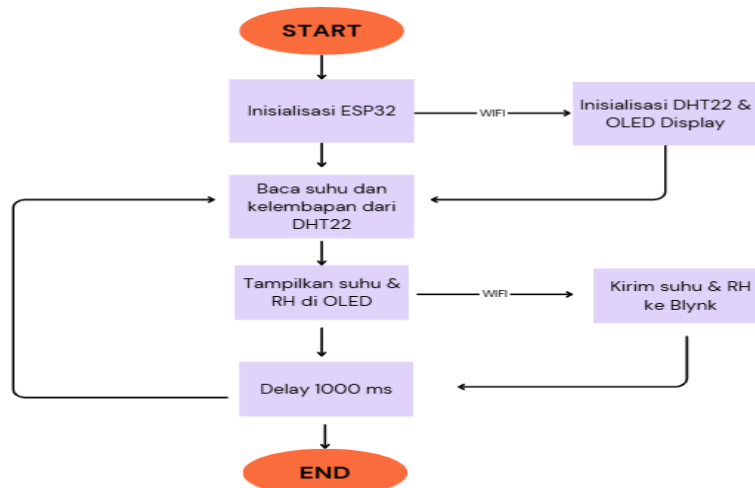 START
Inisialisasi ESP32
WIFI
Inisialisasi DHT22 &
OLED Display
Baca suhu dan
kelembapan dari
DHT22
Tampilkan suhu &
RH di OLED
WIFI
Kirim suhu & RH
ke Blynk
Delay 1000 ms
END